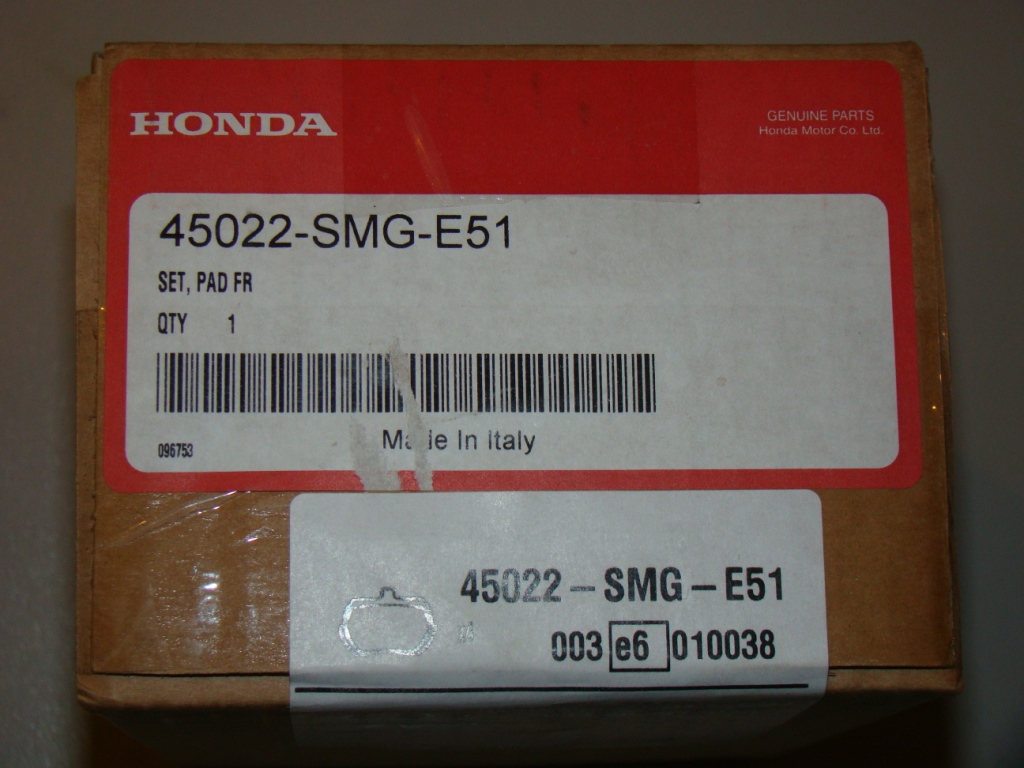 HONDA
GENUINE PARTS
Honda Motor Co. Ltd.
45022-SMG-E51
SET, PAD FR
QTY 1
Made In Italy
096753
45022-SMG-E51
003 e6 010038